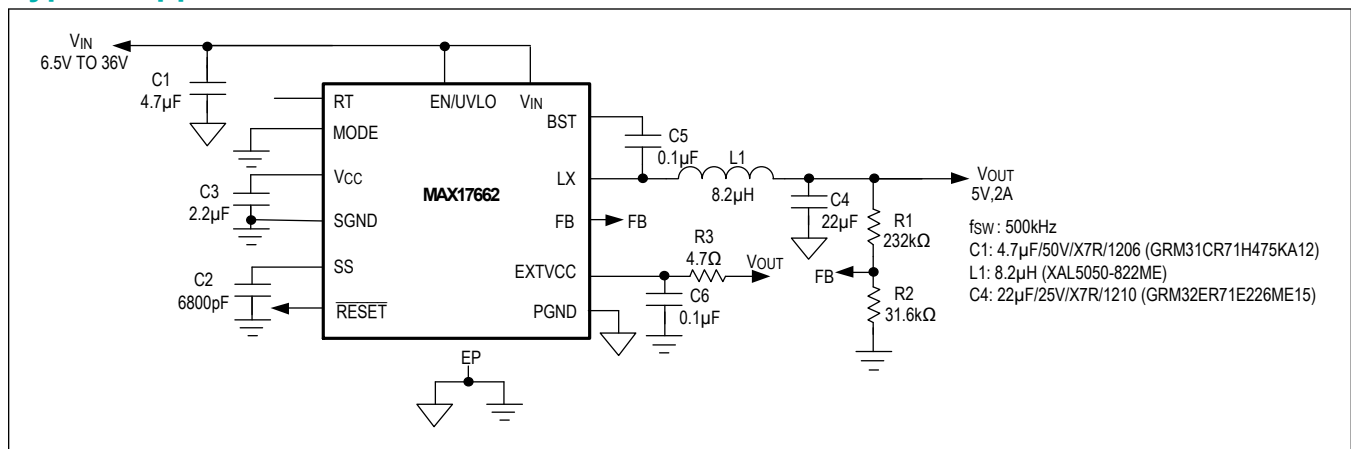 VIN
6.5V TO 36V
C1
4.7µF
RT
EN/UVLO
VIN
MODE
BST
C5
0.1µF
L1
8.2µH
VCC
MAX17662
LX
VOUT
5V,2A
C3
2.2µF
C4
22µF
R1
232kΩ
SGND
FB
FB
fSW : 500kHz
C1: 4.7µF/50V/X7R/1206 (GRM31CR71H475KA12)
L1: 8.2µH (XAL5050-822ME)
C4: 22µF/25V/X7R/1210 (GRM32ER71E226ME15)
R3
4.7Ω
VOUT
SS
EXTVCC
FB
C2
6800pF
C6
0.1µF
R2
31.6kΩ
RESET
PGND
EP